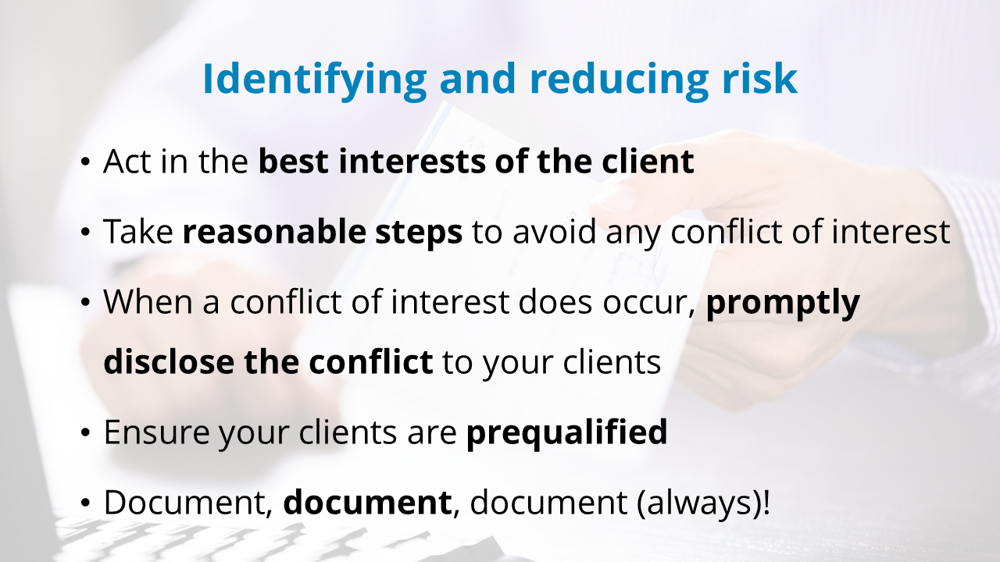 Identifying and reducing risk
• Act in the best interests of the client
• Take reasonable steps to avoid any conflict of interest
• When a conflict of interest does occur, promptly
disclose the conflict to your clients
• Ensure your clients are prequalified
• Document, document, document (always)!